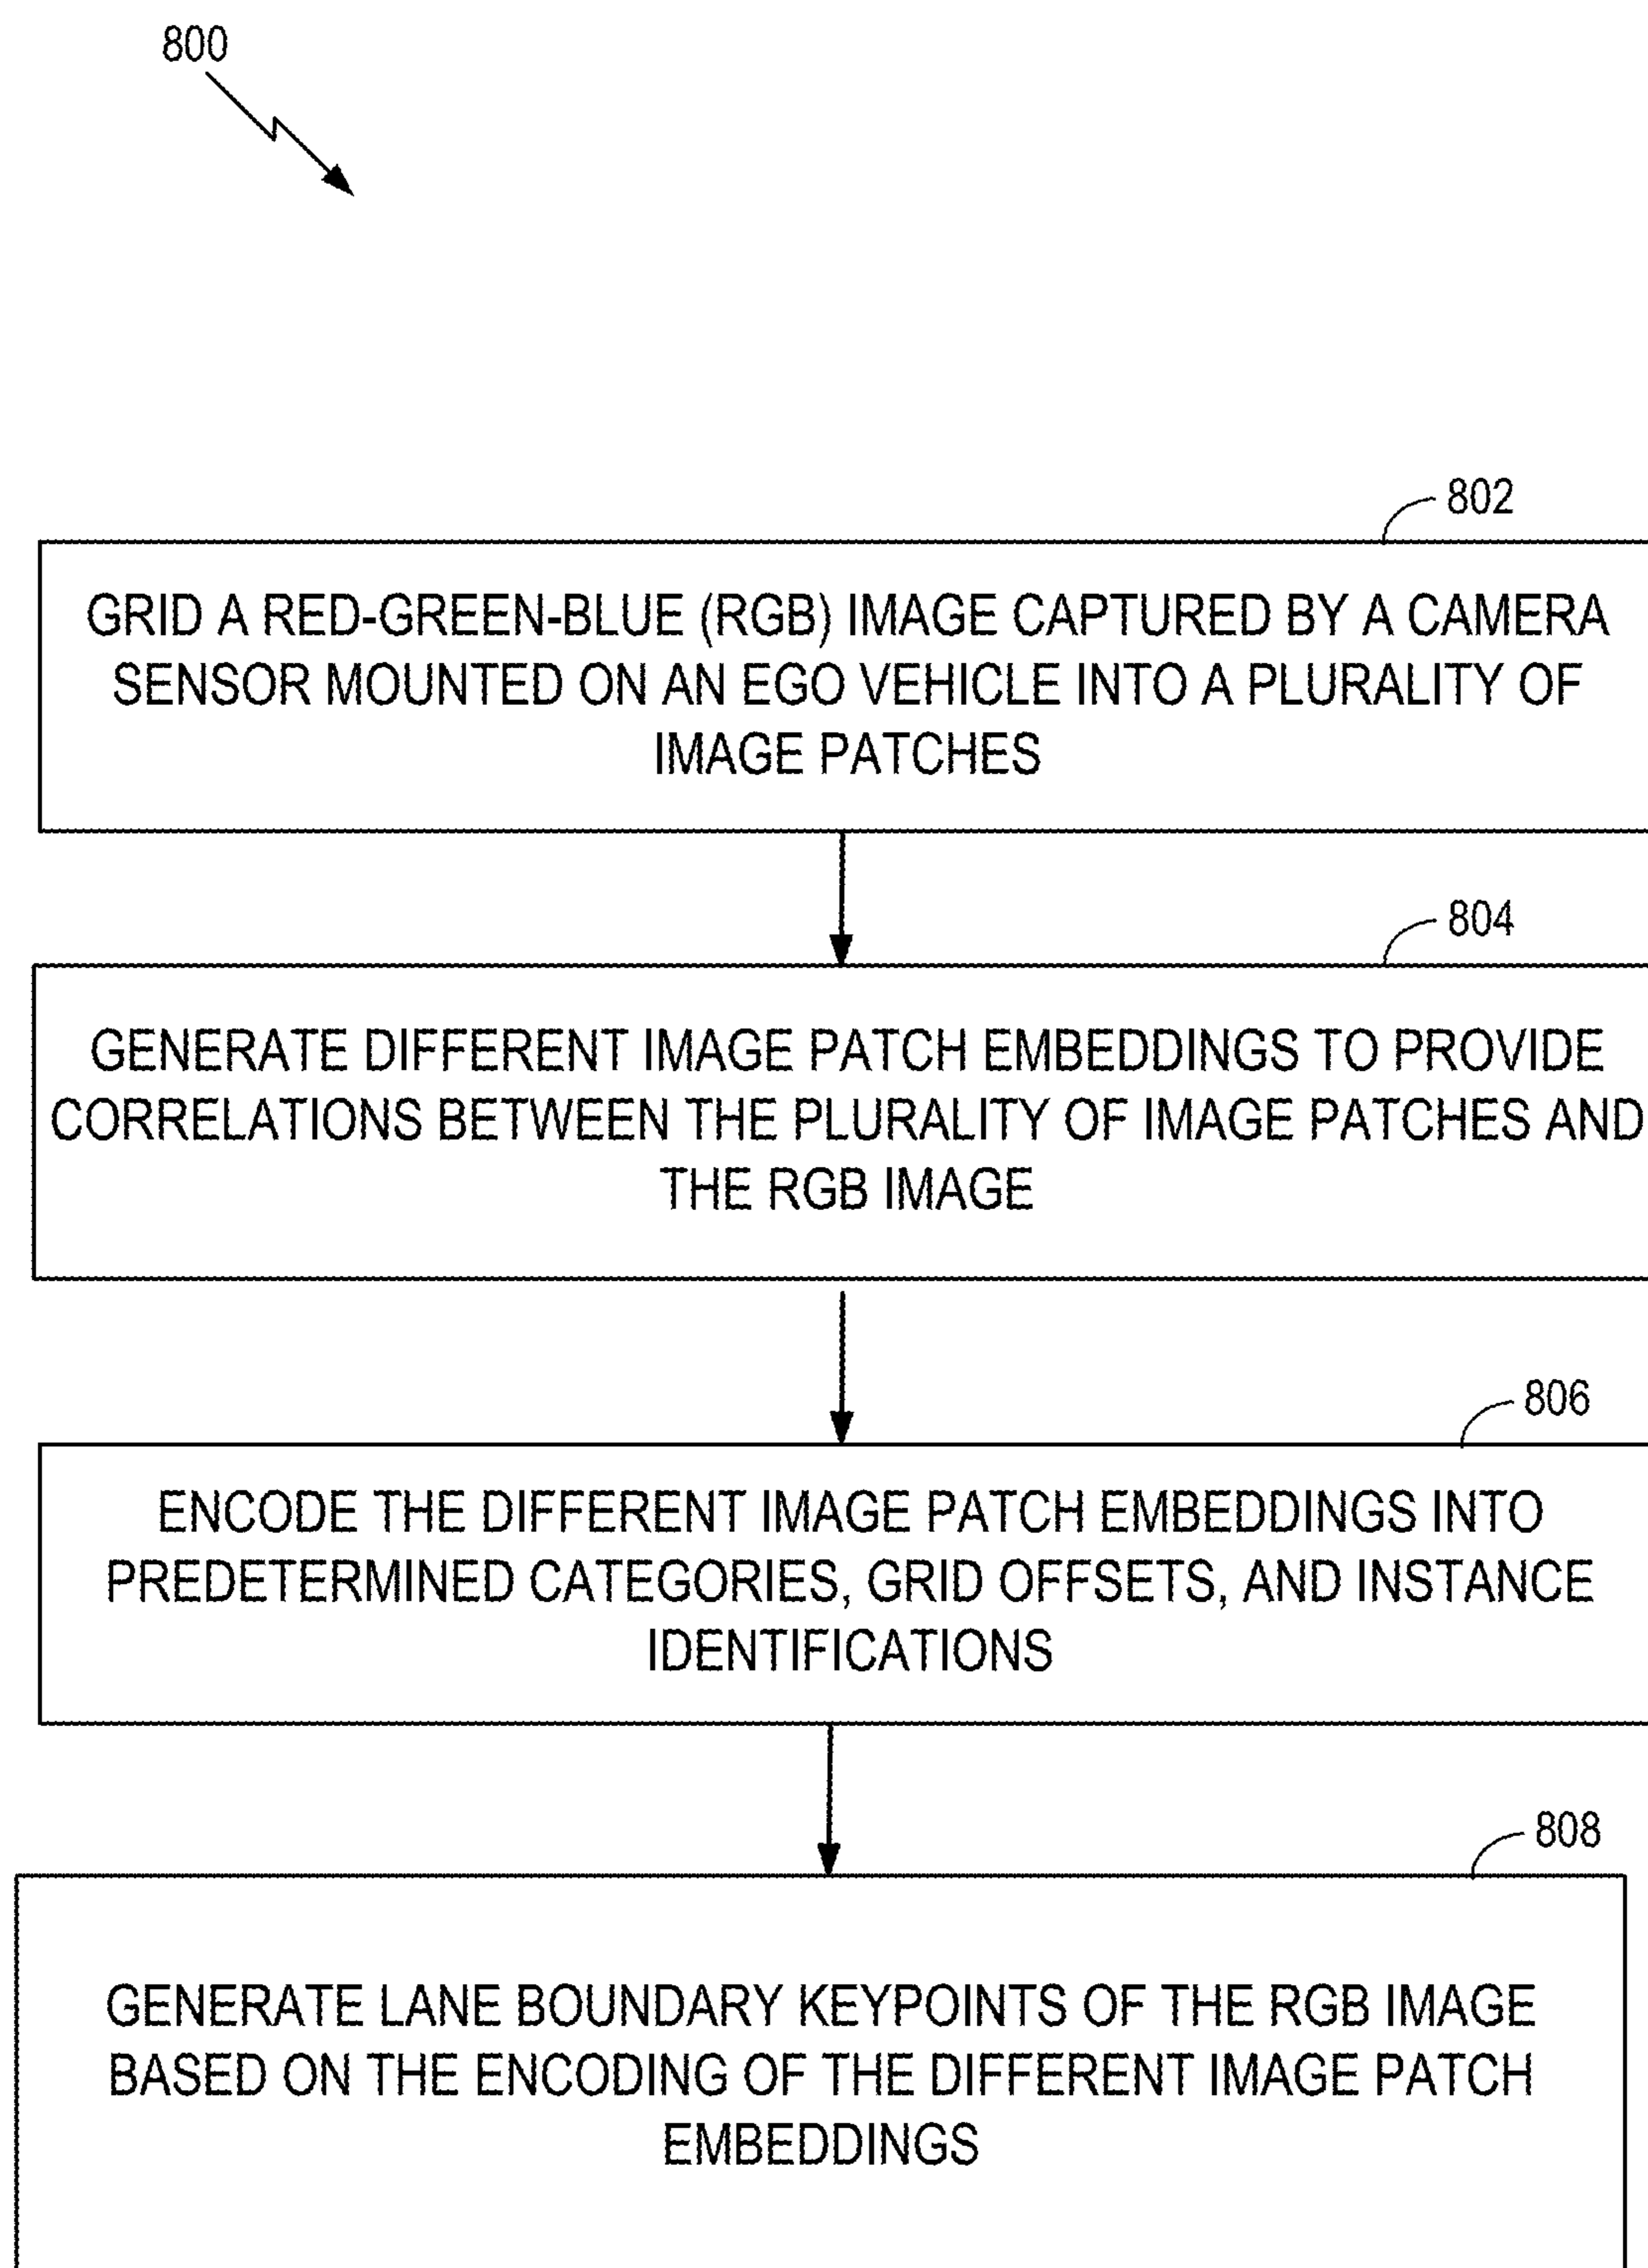 800
802
GRID A RED-GREEN-BLUE (RGB) IMAGE CAPTURED BY A CAMERA
SENSOR MOUNTED ON AN EGO VEHICLE INTO A PLURALITY OF
IMAGE PATCHES
804
GENERATE DIFFERENT IMAGE PATCH EMBEDDINGS TO PROVIDE
CORRELATIONS BETWEEN THE PLURALITY OF IMAGE PATCHES AND
THE RGB IMAGE
806
ENCODE THE DIFFERENT IMAGE PATCH EMBEDDINGS INTO
PREDETERMINED CATEGORIES, GRID OFFSETS, AND INSTANCE
IDENTIFICATIONS
808
GENERATE LANE BOUNDARY KEYPOINTS OF THE RGB IMAGE
BASED ON THE ENCODING OF THE DIFFERENT IMAGE PATCH
EMBEDDINGS